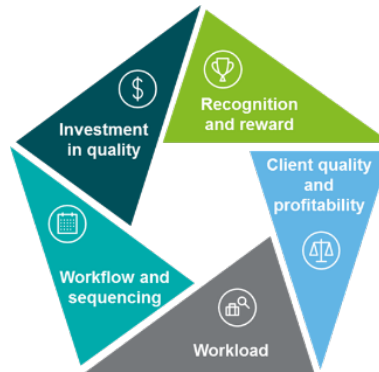 Recognition
and reward
Investment
in quality
Client quality
and
profitability
Workflow and
sequencing
Workload